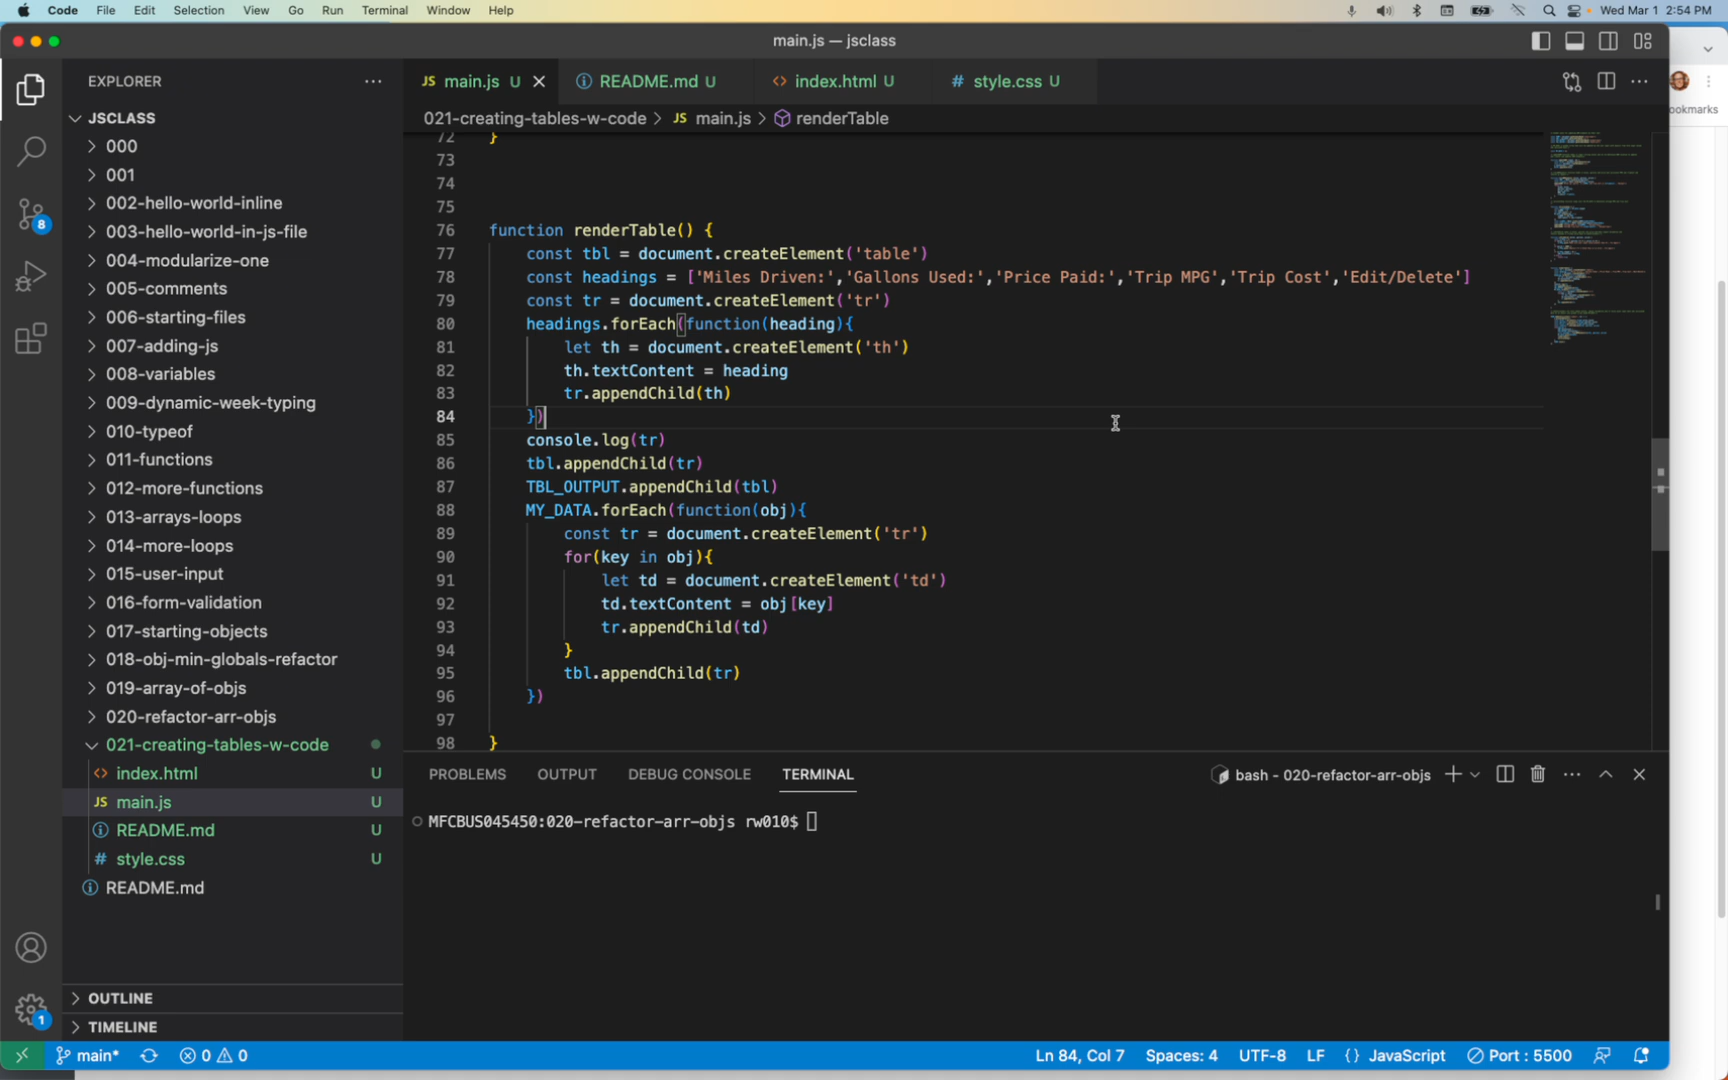 Code File Edit Selection View Go Run Terminal Window Help Wed Mar 1 2:54 PM
main.js — jsclass
EXPLORER
JS main.js U README.md U index.html U # style.css U
ookmarks
021-creating-tables-w-code > JS main.js > renderTable
JSCLASS
000
001
002-hello-world-inline
003-hello-world-in-js-file
004-modularize-one
005-comments
006-starting-files
007-adding-js
008-variables
009-dynamic-week-typing
010-typeof
011-functions
012-more-functions
013-arrays-loops
014-more-loops
015-user-input
016-form-validation
017-starting-objects
018-obj-min-globals-refactor
019-array-of-objs
020-refactor-arr-objs
021-creating-tables-w-code
<> index.html U
JS main.js U
README.md U
# style.css U
README.md
OUTLINE
TIMELINE
8
1
72 }
73
74
75
76 function renderTable() {
77 const tbl = document.createElement('table')
78 const headings = ['Miles Driven:','Gallons Used:','Price Paid:','Trip MPG','Trip Cost','Edit/Delete']
79 const tr = document.createElement('tr')
80 headings.forEach(function(heading){
81 let th = document.createElement('th')
82 th.textContent = heading
83 tr.appendChild(th)
84 })
85 console.log(tr)
86 tbl.appendChild(tr)
87 TBL_OUTPUT.appendChild(tbl)
88 MY_DATA.forEach(function(obj){
89 const tr = document.createElement('tr')
90 for(key in obj){
91 let td = document.createElement('td')
92 td.textContent = obj[key]
93 tr.appendChild(td)
94 }
95 tbl.appendChild(tr)
96 })
97
98 }
PROBLEMS OUTPUT DEBUG CONSOLE TERMINAL bash - 020-refactor-arr-objs
MFCBUS045450:020-refactor-arr-objs rw010$
main* 0 0 Ln 84, Col 7 Spaces: 4 UTF-8 LF {} JavaScript Port : 5500